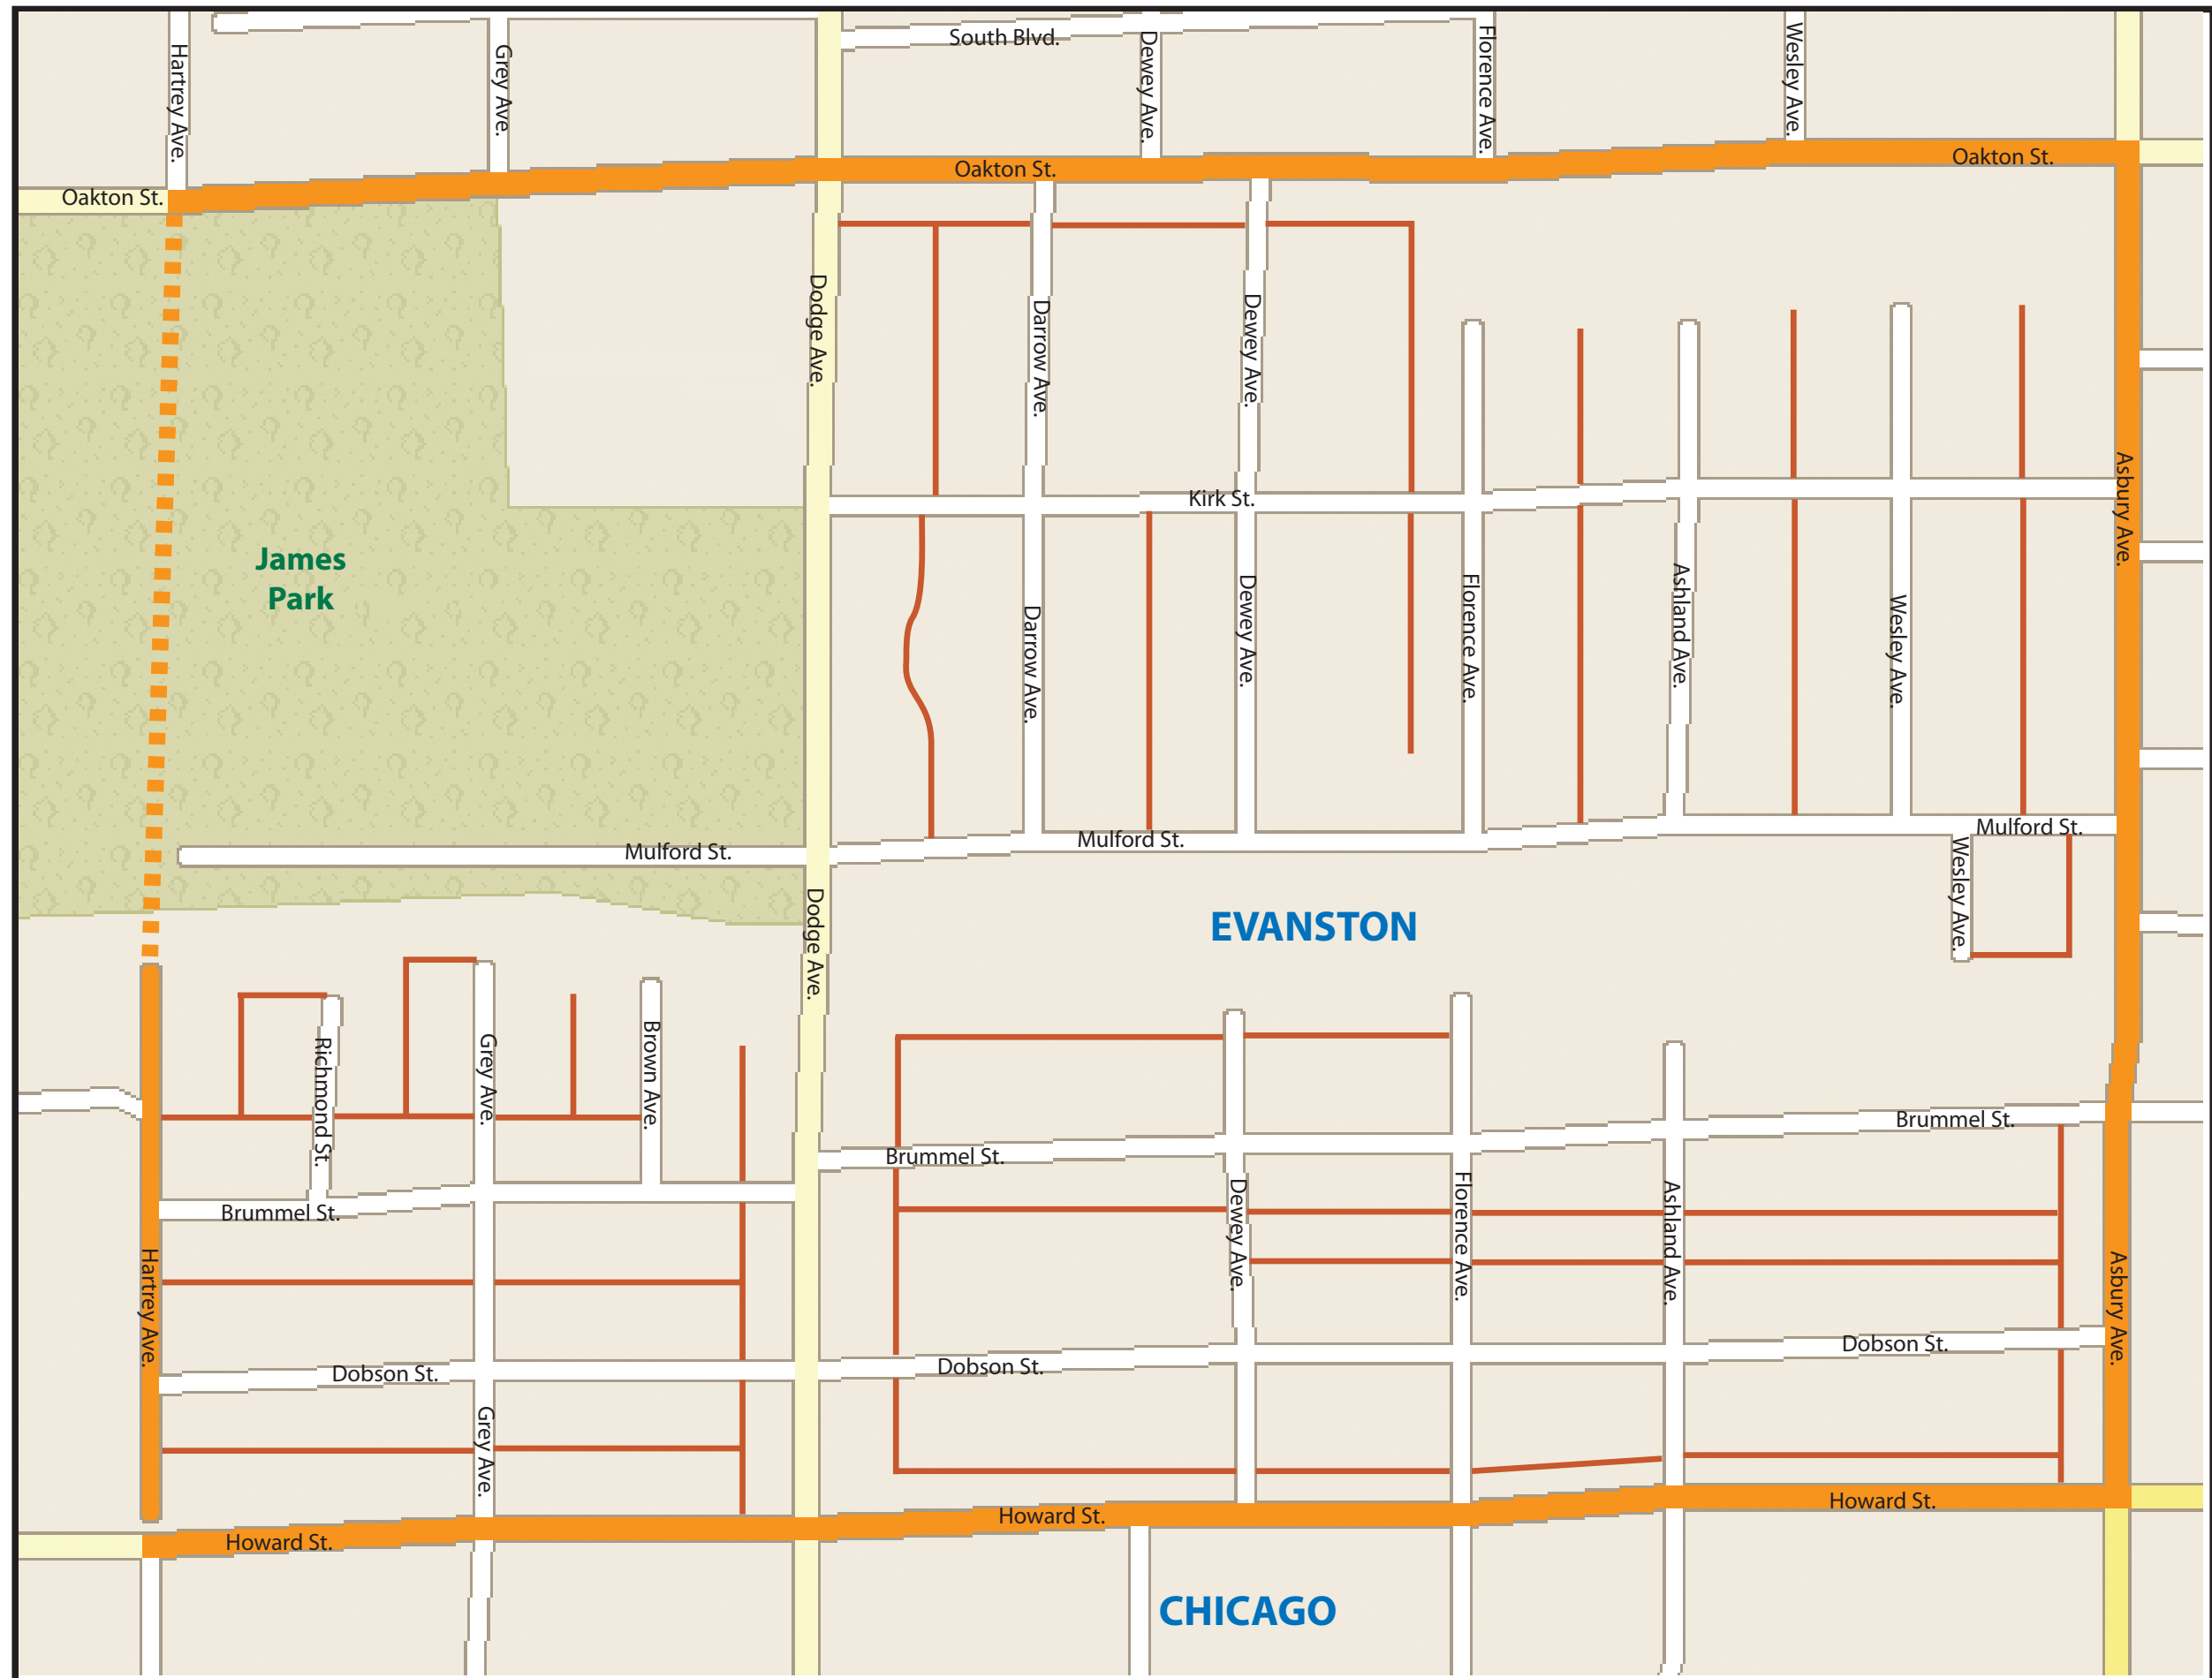 South Blvd.
Hartrey Ave.
Grey Ave.
Dewey Ave.
Florence Ave.
Wesley Ave.
Oakton St.
Oakton St.
Oakton St.
Dodge Ave.
Darrow Ave.
Dewey Ave.
Kirk St.
Asbury Ave.
James
Park
Darrow Ave.
Dewey Ave.
Florence Ave.
Ashland Ave.
Wesley Ave.
Mulford St.
Mulford St.
Mulford St.
Wesley Ave.
Dodge Ave.
EVANSTON
Richmond St.
Grey Ave.
Brown Ave.
Brummel St.
Brummel St.
Brummel St.
Hartrey Ave.
Dewey Ave.
Florence Ave.
Ashland Ave.
Asbury Ave.
Dobson St.
Dobson St.
Dobson St.
Grey Ave.
Howard St.
Howard St.
Howard St.
CHICAGO